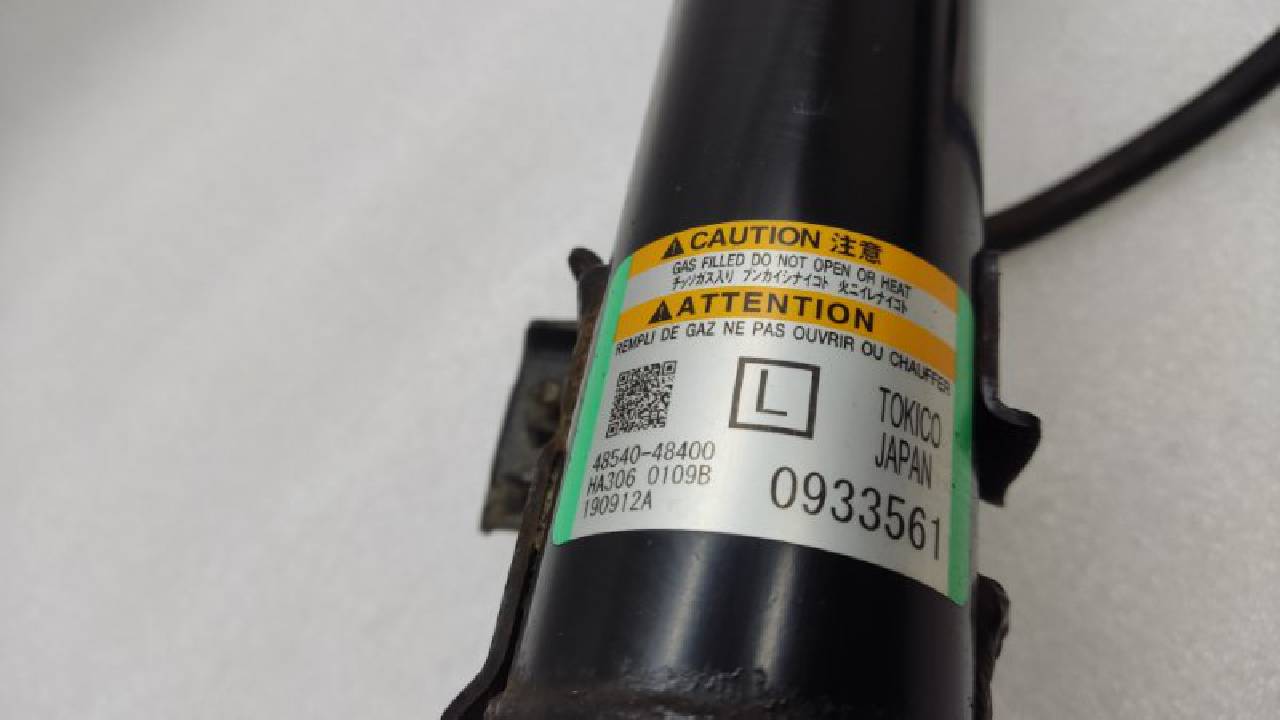 CAUTION 注意
GAS FILLED DO NOT OPEN OR HEAT
チッソガス入リ ブンカイシナイコト 火ニイレナイコト
ATTENTION
REMPLI DE GAZ NE PAS OUVRIR OU CHAUFFER
L
TOKICO
JAPAN
48540-48400
HA306 0109B
190912A
0933561